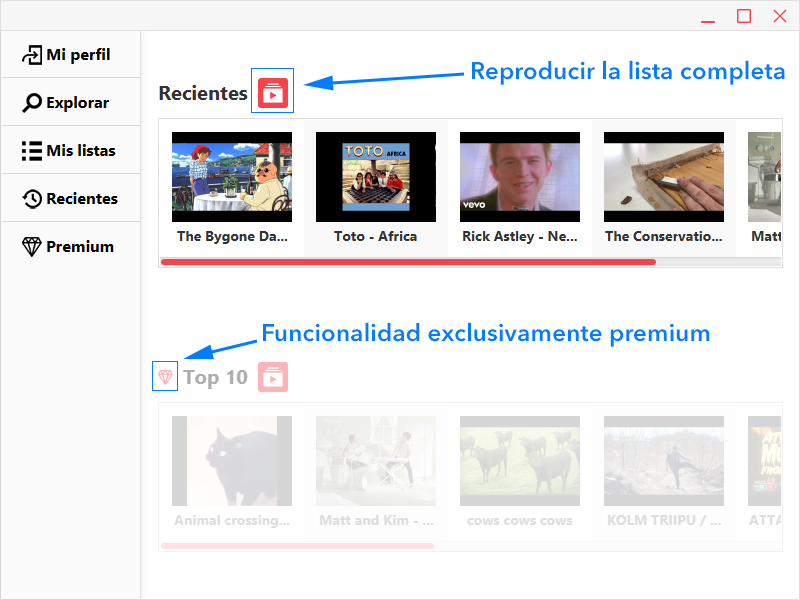 Mi perfil
Explorar
Mis listas
Recientes
Premium
Recientes
Reproducir la lista completa
TOTO AFRICA
vevo
The Bygone Da...
Toto - Africa
Rick Astley - Ne...
The Conservatio...
Matt
Funcionalidad exclusivamente premium
Top 10
Animal crossing...
Matt and Kim - ...
cows cows cows
KOLM TRIIPU / ...
ATTA